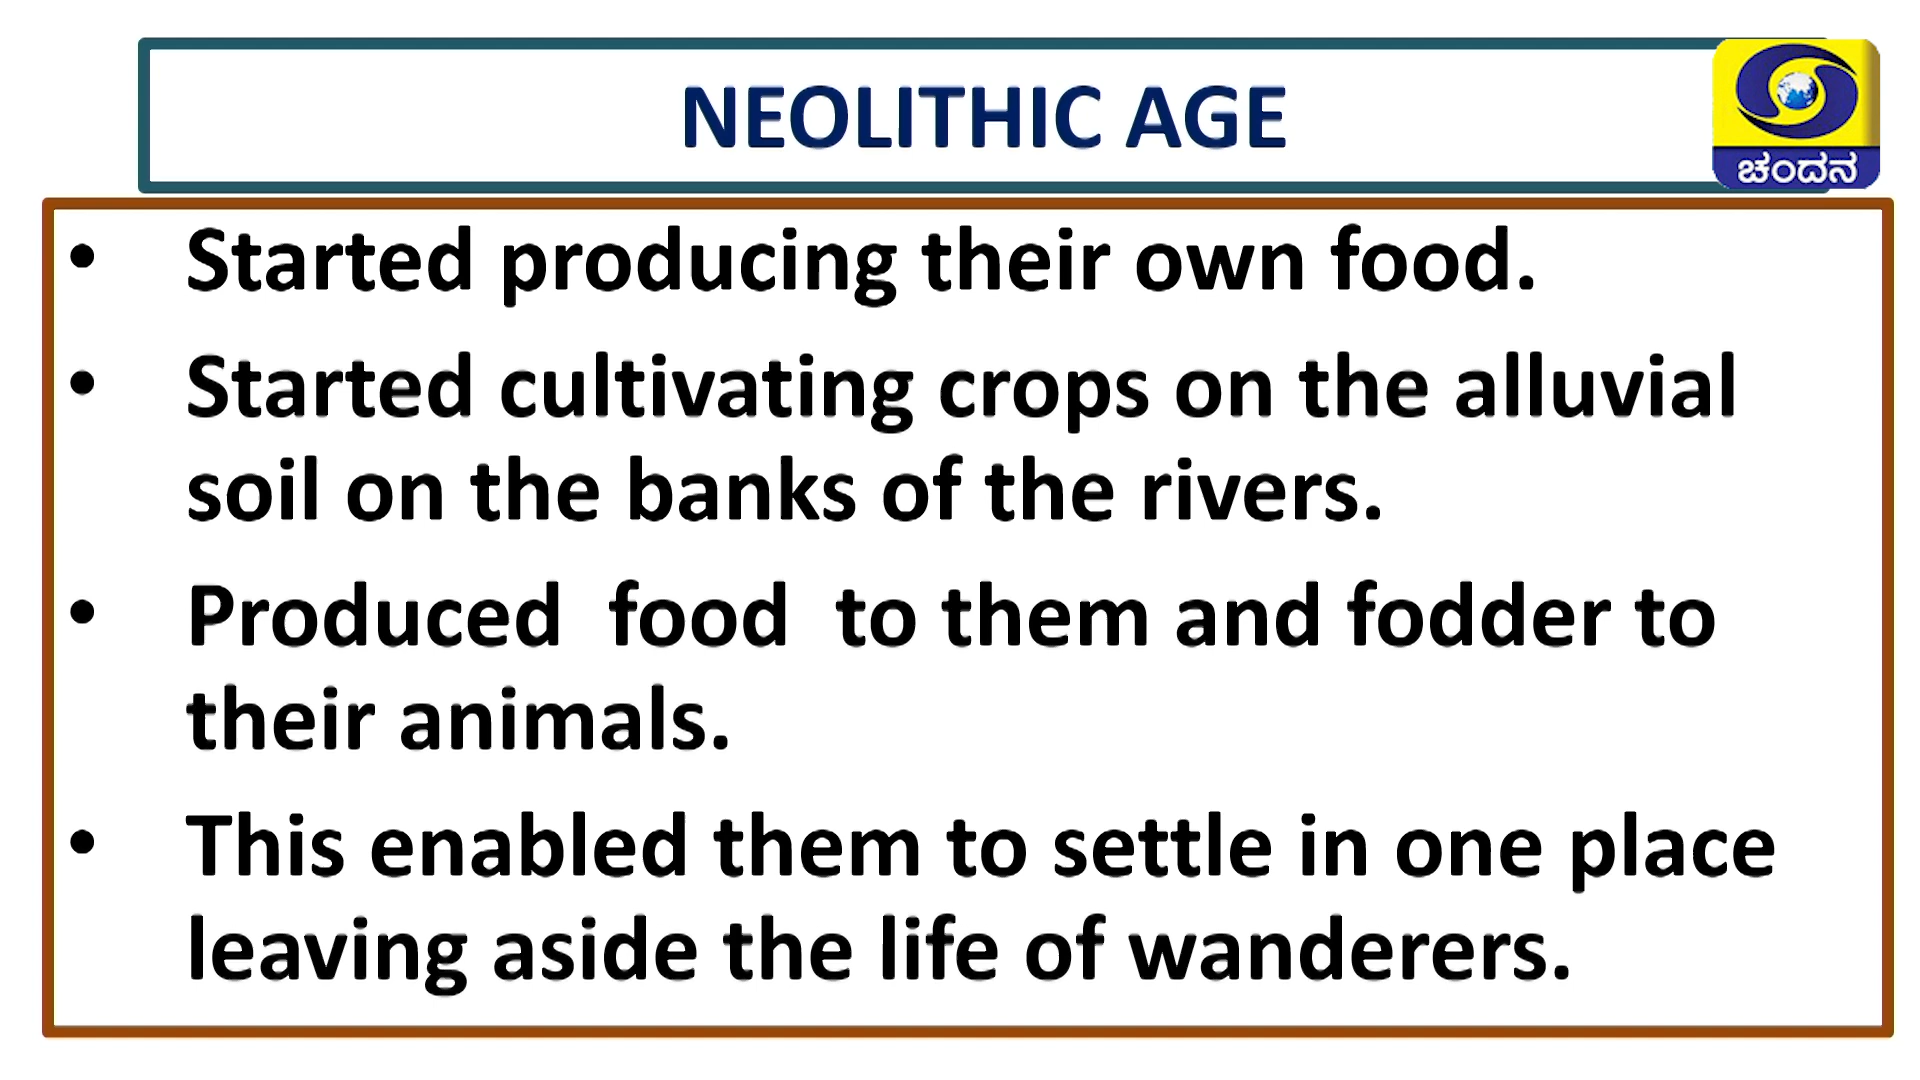 NEOLITHIC AGE
ಚಂದನ
• Started producing their own food.
• Started cultivating crops on the alluvial
soil on the banks of the rivers.
• Produced food to them and fodder to
their animals.
• This enabled them to settle in one place
leaving aside the life of wanderers.